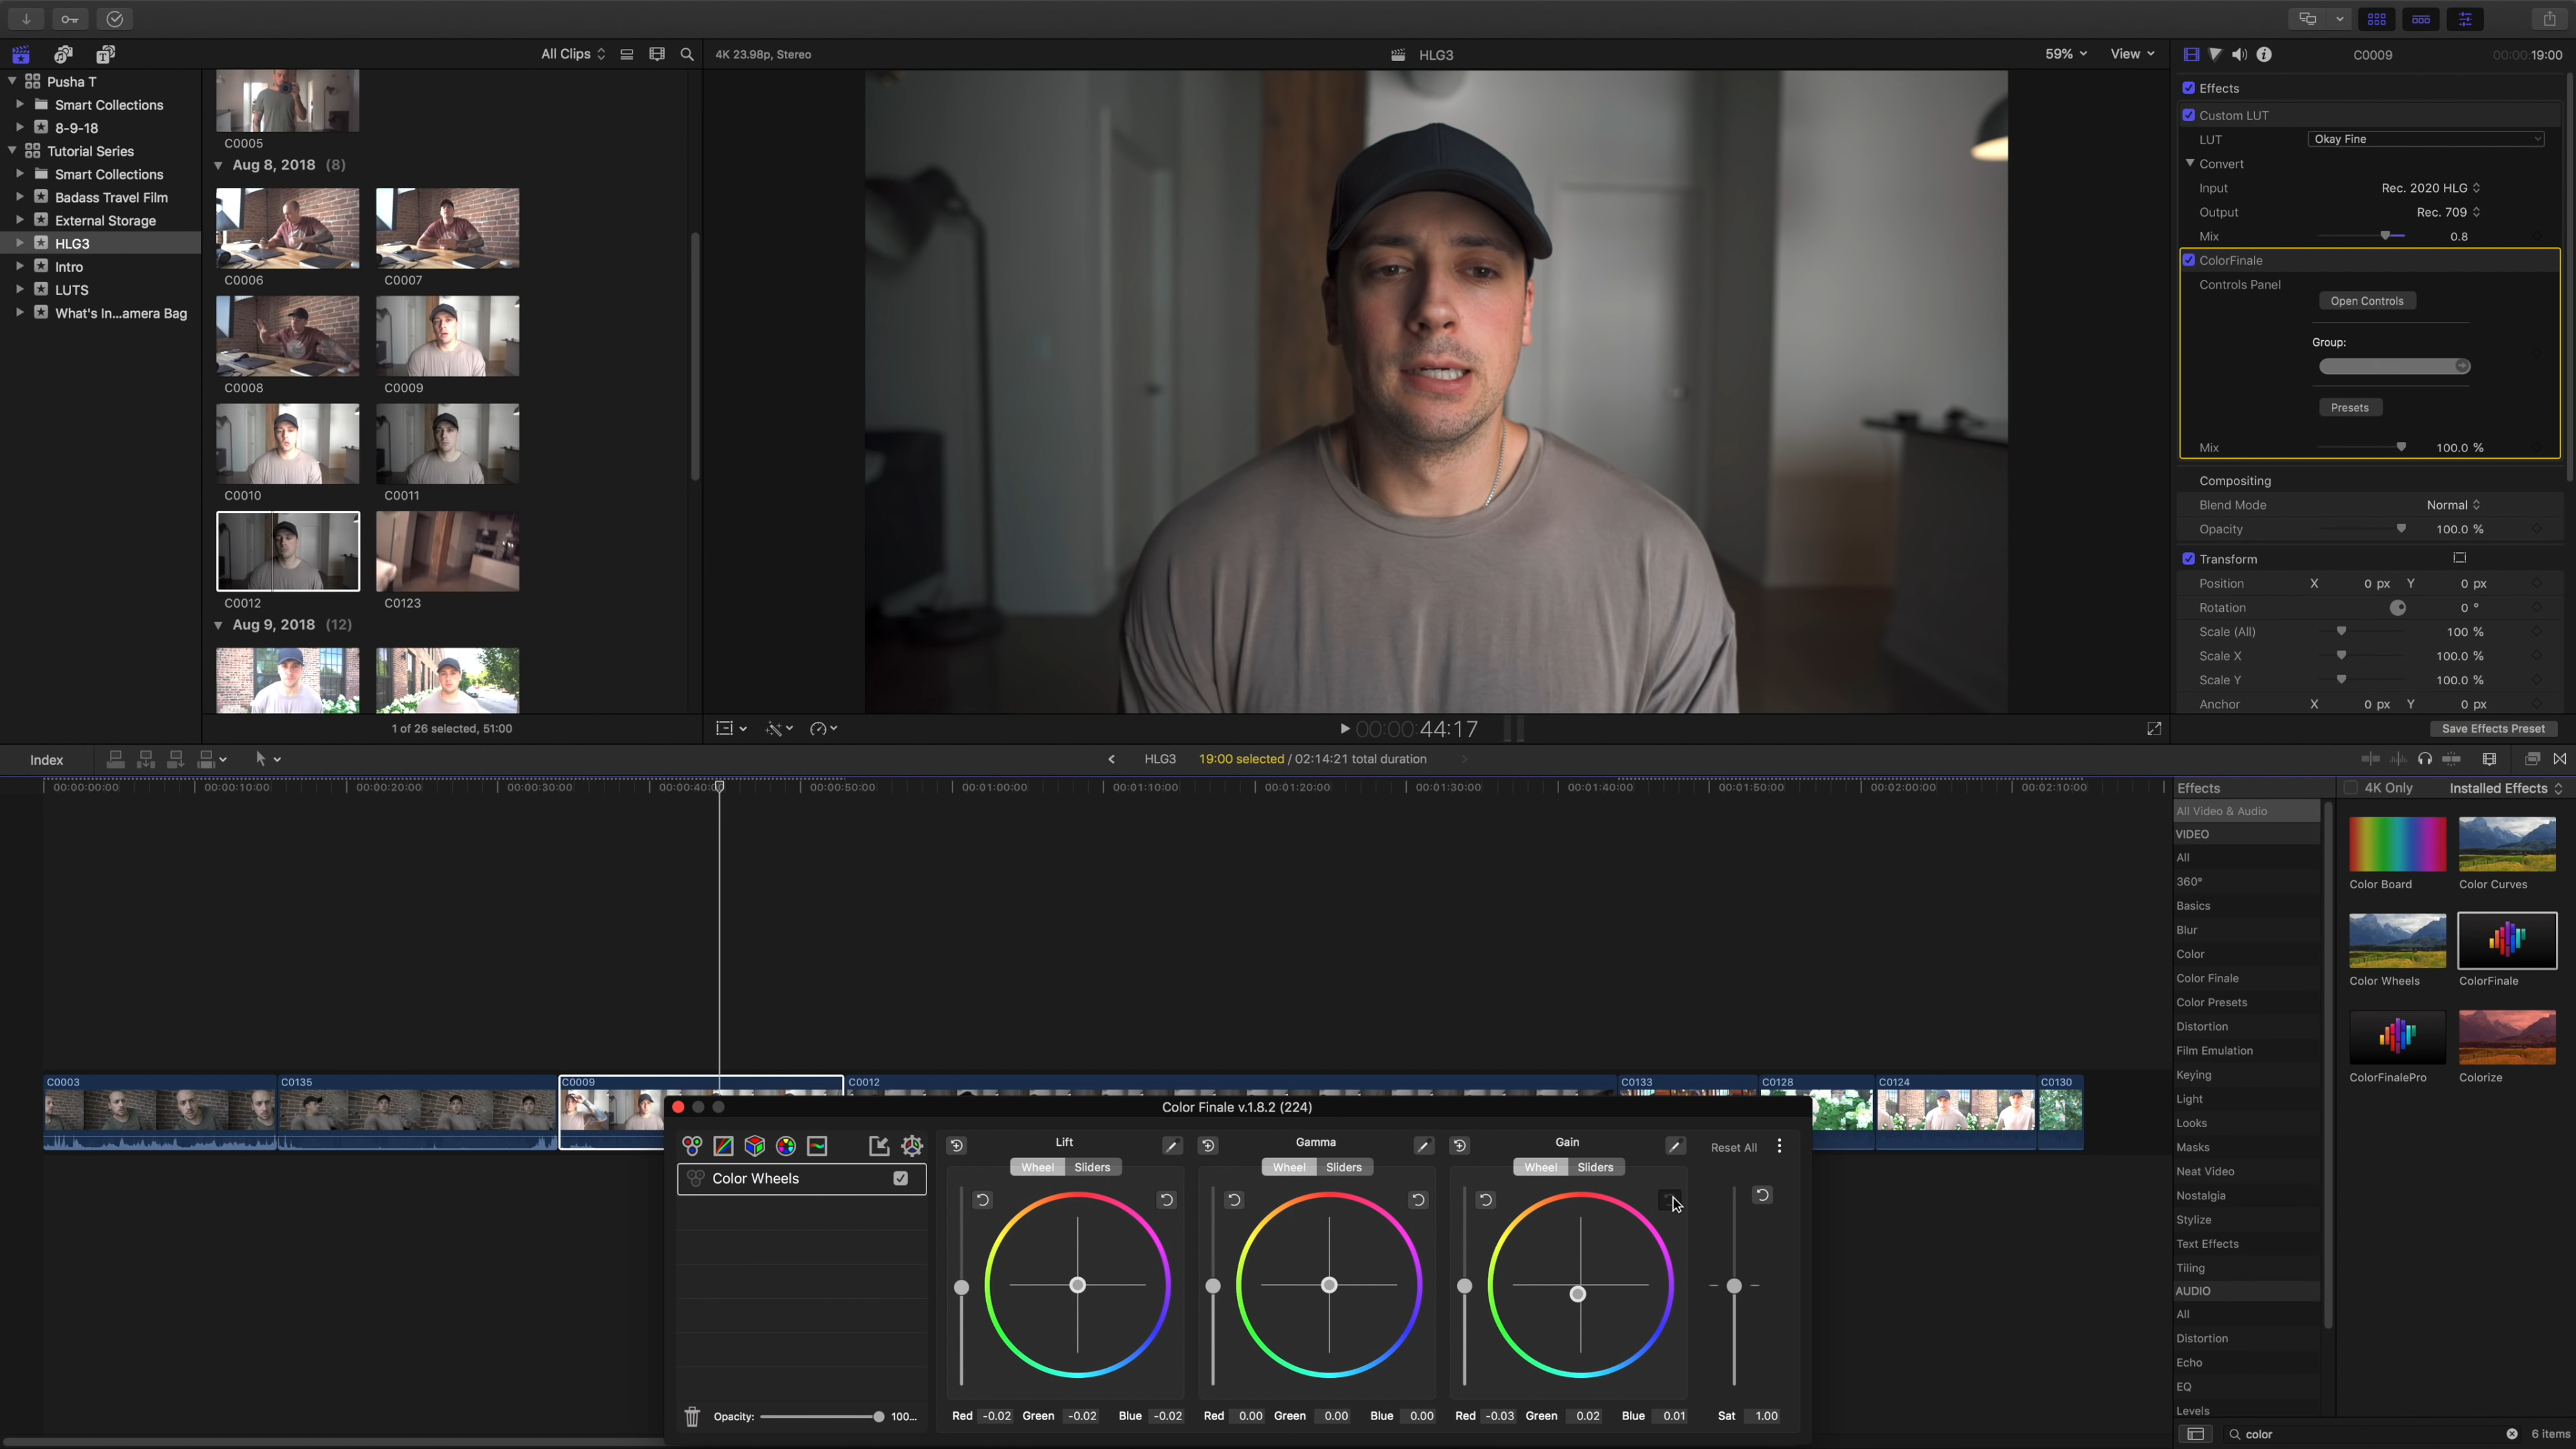 All Clips
4K 23.98p, Stereo
HLG3
59%
View
C0009
00:00:19:00
Pusha T
Smart Collections
8-9-18
Tutorial Series
Smart Collections
Badass Travel Film
External Storage
HLG3
Intro
LUTS
What's In...amera Bag
C0005
Aug 8, 2018 (8)
C0006
C0007
C0008
C0009
C0010
C0011
C0012
C0123
Aug 9, 2018 (12)
1 of 26 selected, 51:00
00:00:44:17
Effects
Custom LUT
LUT
Okay Fine
Convert
Input
Rec. 2020 HLG
Output
Rec. 709
Mix
0.8
ColorFinale
Controls Panel
Open Controls
Group:
Presets
Mix
100.0 %
Compositing
Blend Mode
Normal
Opacity
100.0 %
Transform
Position X 0 px Y 0 px
Rotation 0 °
Scale (All) 100 %
Scale X 100.0 %
Scale Y 100.0 %
Anchor X 0 px Y 0 px
Save Effects Preset
Index
HLG3
19:00 selected / 02:14:21 total duration
00:00:00:00
00:00:10:00
00:00:20:00
00:00:30:00
00:00:40:00
00:00:50:00
00:01:00:00
00:01:10:00
00:01:20:00
00:01:30:00
00:01:40:00
00:01:50:00
00:02:00:00
00:02:10:00
C0003
C0135
C0009
C0012
C0133
C0128
C0124
C0130
Color Finale v.1.8.2 (224)
Color Wheels
Opacity:
100...
Lift
Wheel
Sliders
Red -0.02 Green -0.02 Blue -0.02
Gamma
Wheel
Sliders
Red 0.00 Green 0.00 Blue 0.00
Gain
Wheel
Sliders
Red -0.03 Green 0.02 Blue 0.01
Reset All
Sat 1.00
Effects
4K Only
Installed Effects
All Video & Audio
VIDEO
All
360°
Basics
Blur
Color
Color Finale
Color Presets
Distortion
Film Emulation
Keying
Light
Looks
Masks
Neat Video
Nostalgia
Stylize
Text Effects
Tiling
AUDIO
All
Distortion
Echo
EQ
Levels
Color Board
Color Curves
Color Wheels
ColorFinale
ColorFinalePro
Colorize
color
6 items